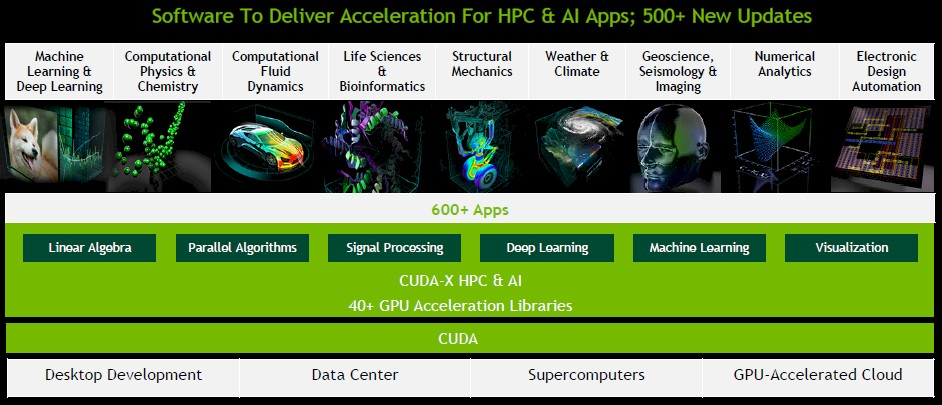 Software To Deliver Acceleration For HPC & AI Apps; 500+ New Updates
Machine
Learning &
Deep Learning
Computational
Physics &
Chemistry
Computational
Fluid
Dynamics
Life Sciences
&
Bioinformatics
Structural
Mechanics
Weather &
Climate
Geoscience,
Seismology &
Imaging
Numerical
Analytics
Electronic
Design
Automation
600+ Apps
Linear Algebra
Parallel Algorithms
Signal Processing
Deep Learning
Machine Learning
Visualization
CUDA-X HPC & AI
40+ GPU Acceleration Libraries
CUDA
Desktop Development
Data Center
Supercomputers
GPU-Accelerated Cloud